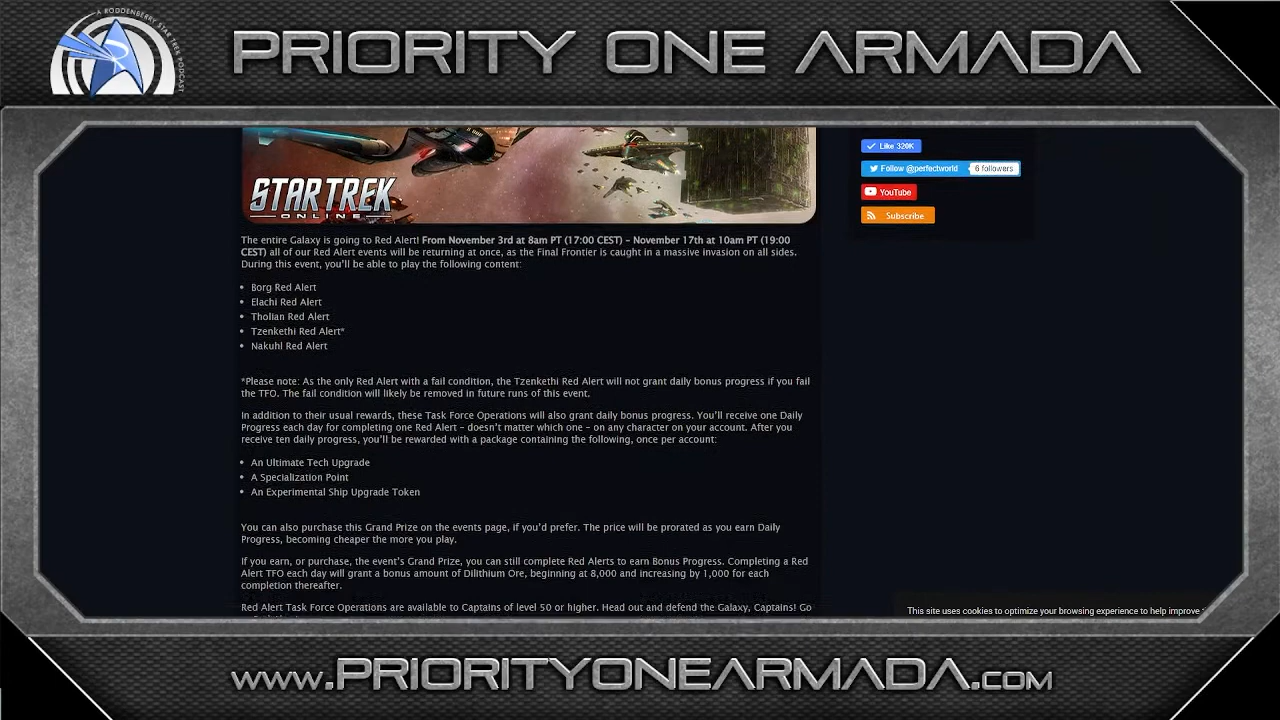 A RODDENBERRY STAR TREK PODCAST
PRIORITY ONE ARMADA
Like 320K
Follow @perfectworld
6 followers
YouTube
Subscribe
STAR TREK
ONLINE
The entire Galaxy is going to Red Alert! From November 3rd at 8am PT (17:00 CEST) – November 17th at 10am PT (19:00
CEST) all of our Red Alert events will be returning at once, as the Final Frontier is caught in a massive invasion on all sides.
During this event, you'll be able to play the following content:
• Borg Red Alert
• Elachi Red Alert
• Tholian Red Alert
• Tzenkethi Red Alert*
• Nakuhl Red Alert
*Please note: As the only Red Alert with a fail condition, the Tzenkethi Red Alert will not grant daily bonus progress if you fail
the TFO. The fail condition will likely be removed in future runs of this event.
In addition to their usual rewards, these Task Force Operations will also grant daily bonus progress. You'll receive one Daily
Progress each day for completing one Red Alert – doesn't matter which one – on any character on your account. After you
receive ten daily progress, you'll be rewarded with a package containing the following, once per account:
• An Ultimate Tech Upgrade
• A Specialization Point
• An Experimental Ship Upgrade Token
You can also purchase this Grand Prize on the events page, if you'd prefer. The price will be prorated as you earn Daily
Progress, becoming cheaper the more you play.
If you earn, or purchase, the event's Grand Prize, you can still complete Red Alerts to earn Bonus Progress. Completing a Red
Alert TFO each day will grant a bonus amount of Dilithium Ore, beginning at 8,000 and increasing by 1,000 for each
completion thereafter.
Red Alert Task Force Operations are available to Captains of level 50 or higher. Head out and defend the Galaxy, Captains! Go
This site uses cookies to optimize your browsing experience to help improve
www.PRIORITYONEARMADA.com